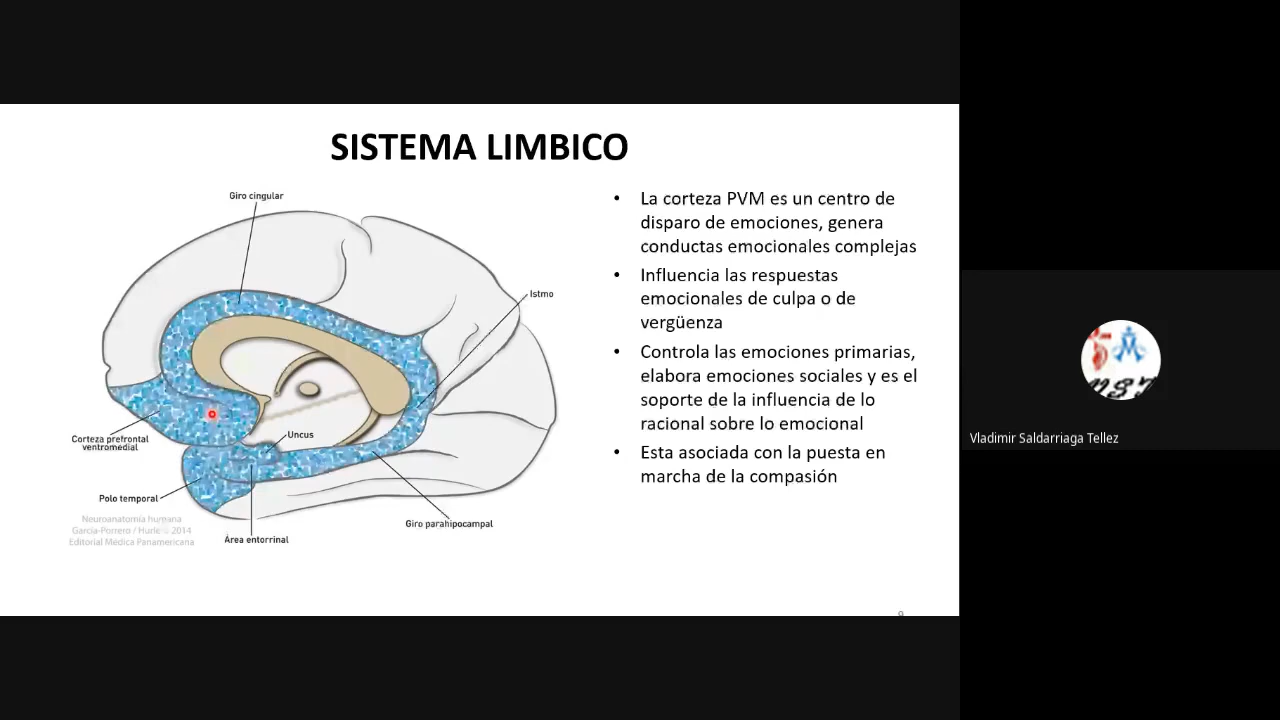 SISTEMA LIMBICO
Giro cingular
Istmo
Uncus
Corteza prefrontal
ventromedial
Polo temporal
Giro parahipocampal
Área entorrinal
Neuroanatomía humana
García-Porrero / Hurlé © 2014
Editorial Médica Panamericana
• La corteza PVM es un centro de
disparo de emociones, genera
conductas emocionales complejas
• Influencia las respuestas
emocionales de culpa o de
vergüenza
• Controla las emociones primarias,
elabora emociones sociales y es el
soporte de la influencia de lo
racional sobre lo emocional
• Esta asociada con la puesta en
marcha de la compasión
9
Vladimir Saldarriaga Tellez